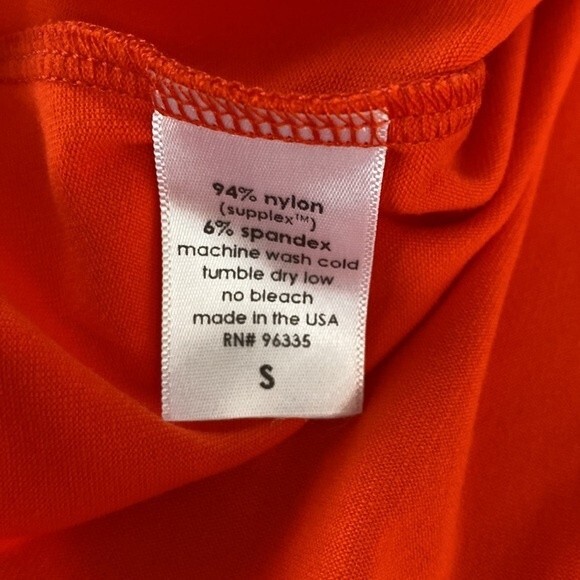 94% nylon
(supplex™)
6% spandex
machine wash cold
tumble dry low
no bleach
made in the USA
RN# 96335
S